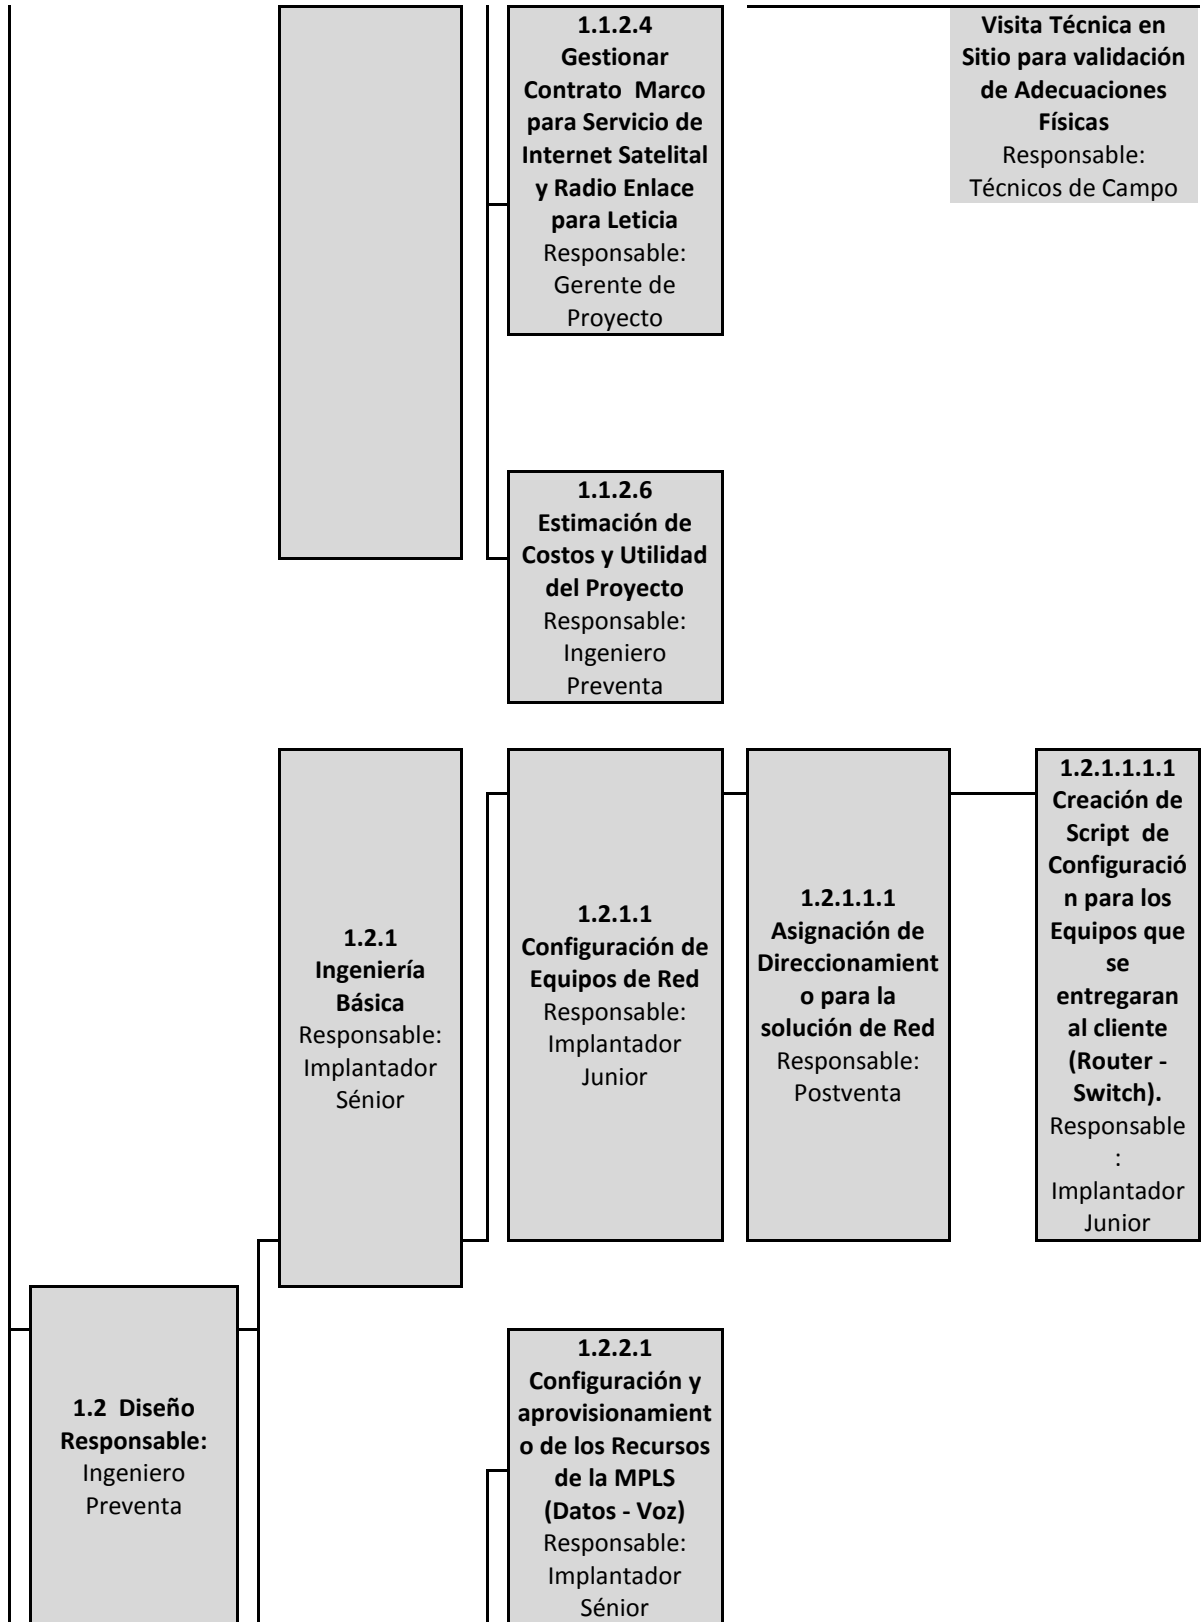 1.1.2.4
Gestionar
Contrato Marco
para Servicio de
Internet Satelital
y Radio Enlace
para Leticia
Responsable:
Gerente de
Proyecto
Visita Técnica en
Sitio para validación
de Adecuaciones
Físicas
Responsable:
Técnicos de Campo
1.1.2.6
Estimación de
Costos y Utilidad
del Proyecto
Responsable:
Ingeniero
Preventa
1.2.1
Ingeniería
Básica
Responsable:
Implantador
Sénior
1.2.1.1
Configuración de
Equipos de Red
Responsable:
Implantador
Junior
1.2.1.1.1
Asignación de
Direccionamient
o para la
solución de Red
Responsable:
Postventa
1.2.1.1.1.1
Creación de
Script de
Configuració
n para los
Equipos que
se
entregaran
al cliente
(Router -
Switch).
Responsable
:
Implantador
Junior
1.2 Diseño
Responsable:
Ingeniero
Preventa
1.2.2.1
Configuración y
aprovisionamient
o de los Recursos
de la MPLS
(Datos - Voz)
Responsable:
Implantador
Sénior